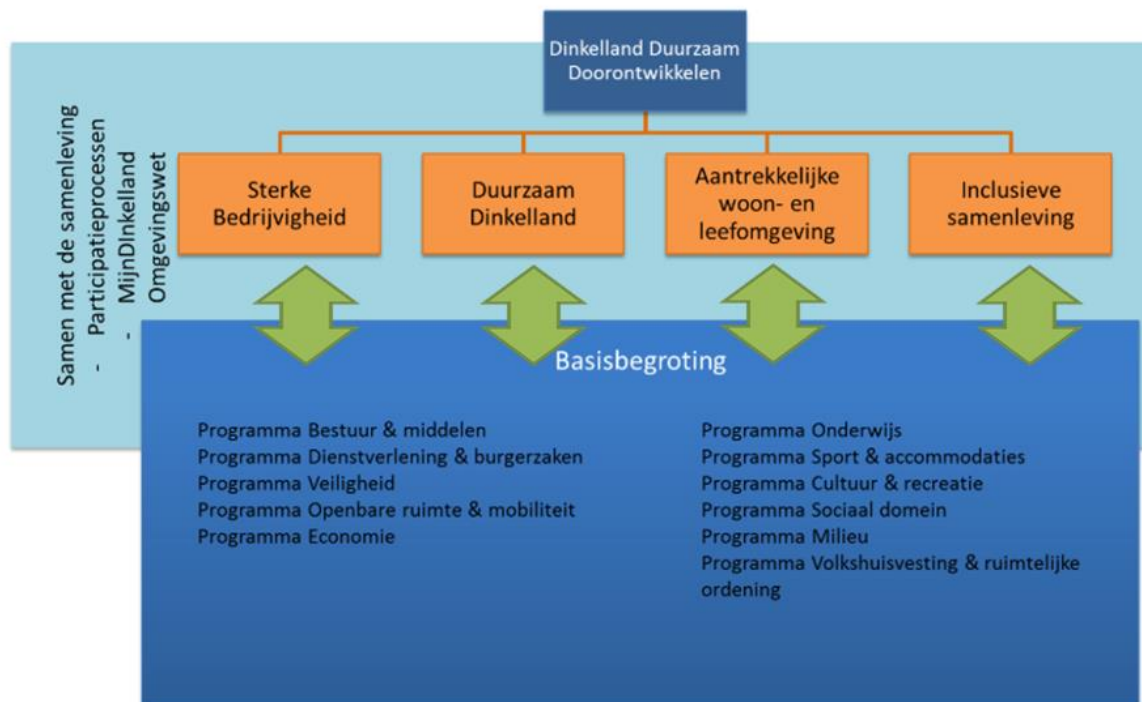 Dinkelland Duurzaam
Doorontwikkelen
Samen met de samenleving
- Participatieprocessen
- MijnDInkelland
Omgevingswet
Sterke
Bedrijvigheid
Duurzaam
Dinkelland
Aantrekkelijke
woon- en
leefomgeving
Inclusieve
samenleving
Basisbegroting
Programma Bestuur & middelen
Programma Dienstverlening & burgerzaken
Programma Veiligheid
Programma Openbare ruimte & mobiliteit
Programma Economie
Programma Onderwijs
Programma Sport & accommodaties
Programma Cultuur & recreatie
Programma Sociaal domein
Programma Milieu
Programma Volkshuisvesting & ruimtelijke
ordening